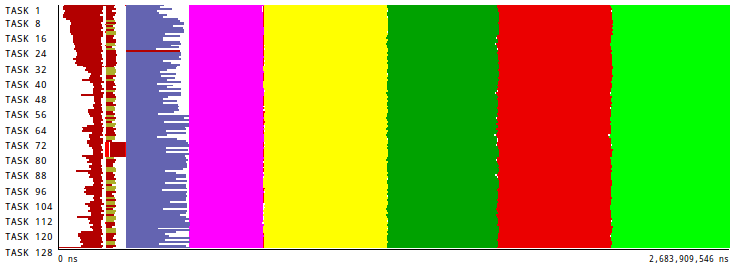 TASK 1
TASK 8
TASK 16
TASK 24
TASK 32
TASK 40
TASK 48
TASK 56
TASK 64
TASK 72
TASK 80
TASK 88
TASK 96
TASK 104
TASK 112
TASK 120
TASK 128
0 ns 2,683,909,546 ns